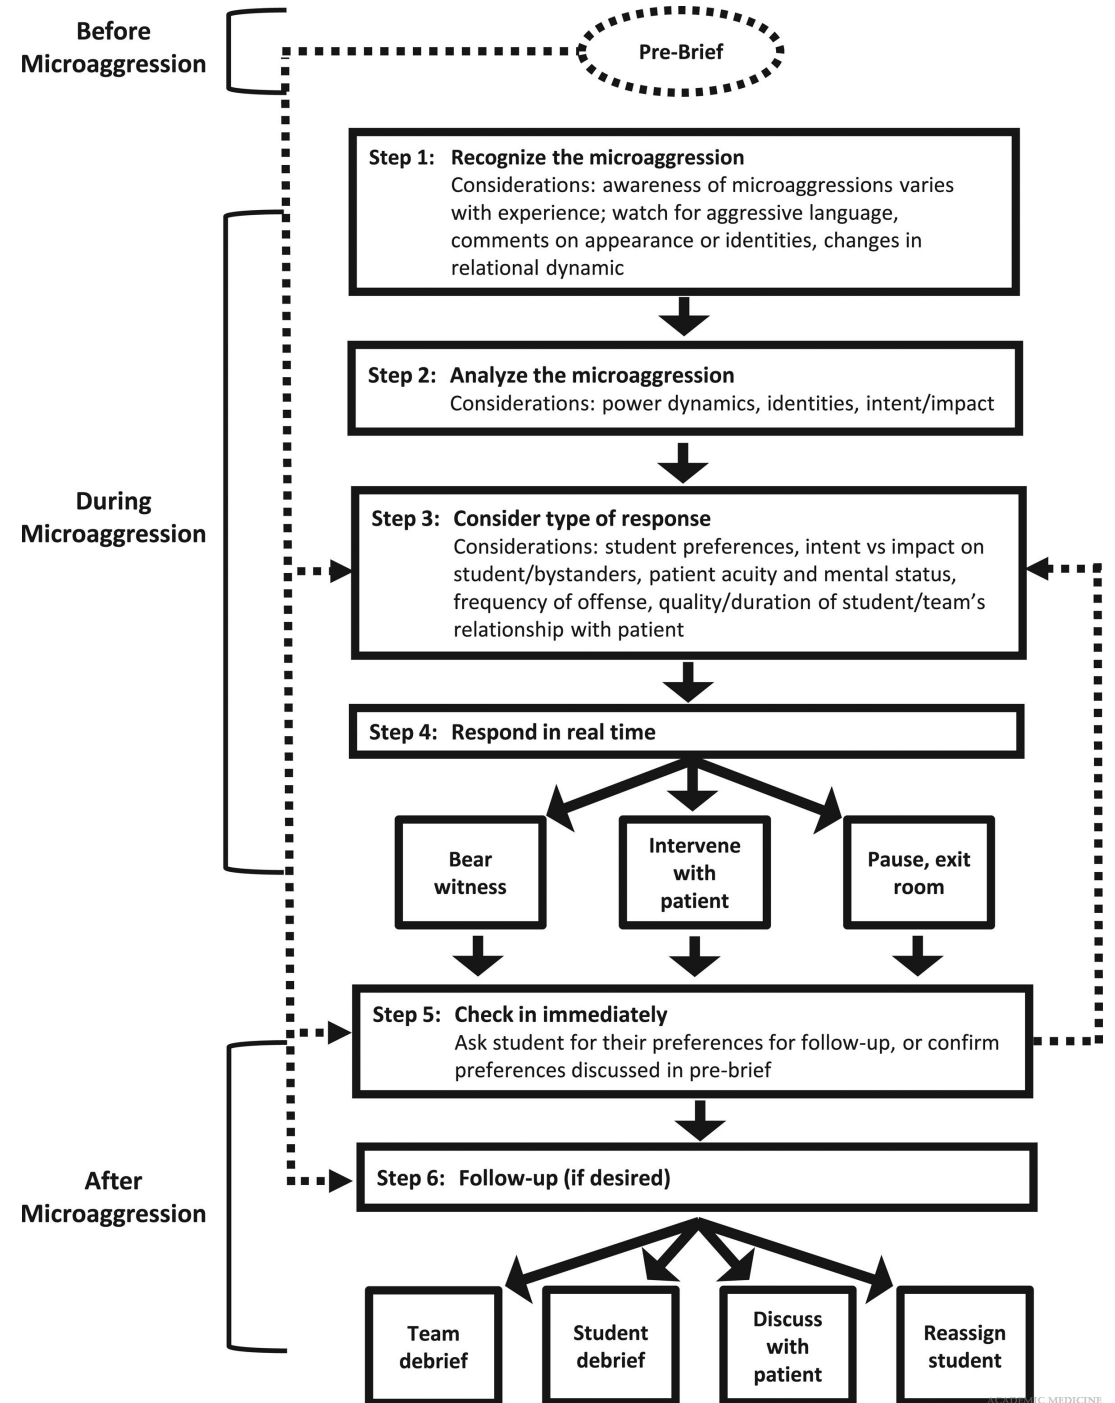 Before
Microaggression
Pre-Brief
Step 1: Recognize the microaggression
Considerations: awareness of microaggressions varies
with experience; watch for aggressive language,
comments on appearance or identities, changes in
relational dynamic
Step 2: Analyze the microaggression
Considerations: power dynamics, identities, intent/impact
During
Microaggression
Step 3: Consider type of response
Considerations: student preferences, intent vs impact on
student/bystanders, patient acuity and mental status,
frequency of offense, quality/duration of student/team’s
relationship with patient
Step 4: Respond in real time
Bear
witness
Intervene
with
patient
Pause, exit
room
Step 5: Check in immediately
Ask student for their preferences for follow-up, or confirm
preferences discussed in pre-brief
After
Microaggression
Step 6: Follow-up (if desired)
Team
debrief
Student
debrief
Discuss
with
patient
Reassign
student
ACADEMIC MEDICINE